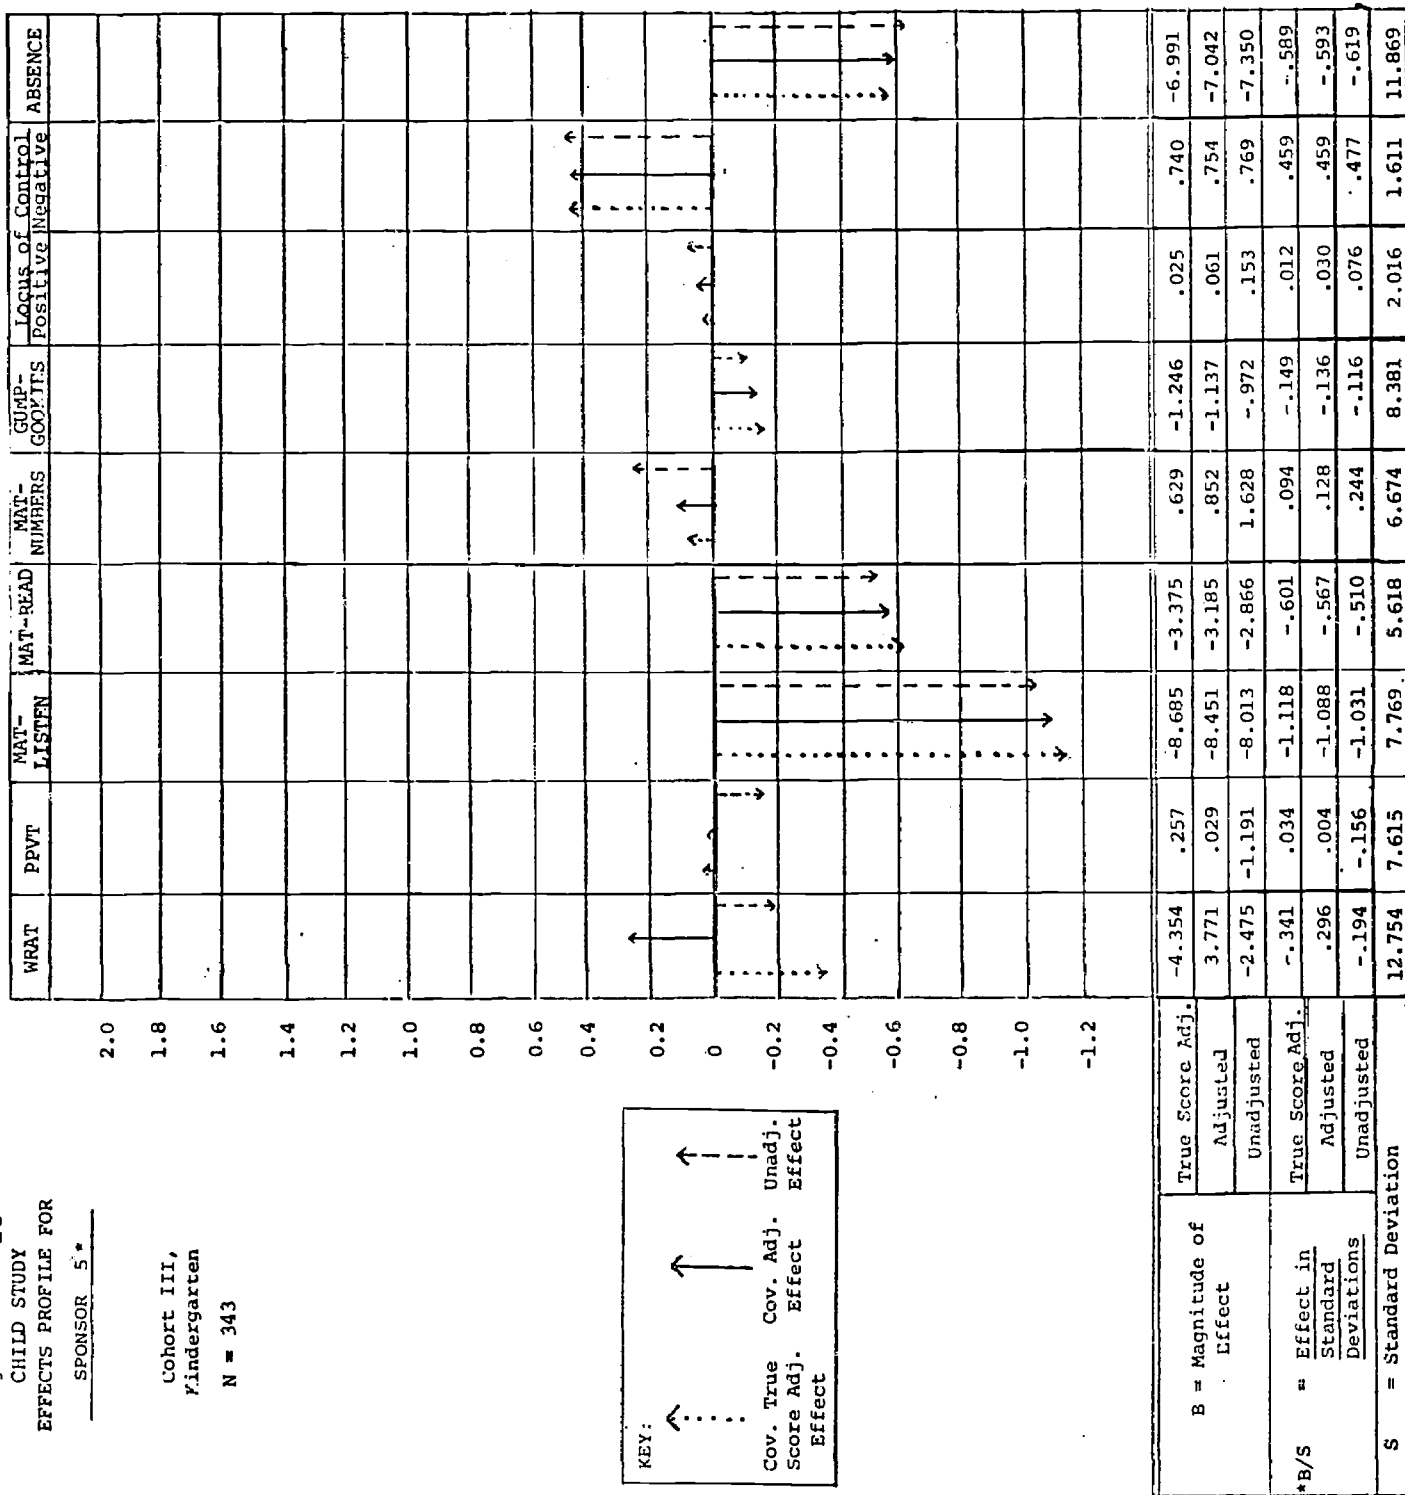 CHILD STUDY
EFFECTS PROFILE FOR
SPONSOR 5*
Cohort III,
Kindergarten
N = 343
KEY:
Cov. True Score Adj. Effect
Cov. Adj. Effect
Unadj. Effect
WRAT PPVT MAT-LISTEN MAT-READ MAT-NUMBERS GUMP-GOOKIES Locus of Control Positive Negative ABSENCE
2.0
1.8
1.6
1.4
1.2
1.0
0.8
0.6
0.4
0.2
0
-0.2
-0.4
-0.6
-0.8
-1.0
-1.2
B = Magnitude of Effect
True Score Adj. -4.354 .257 -8.685 -3.375 .629 -1.246 .025 .740 -6.991
Adjusted 3.771 .029 -8.451 -3.185 .852 -1.137 .061 .754 -7.042
Unadjusted -2.475 -1.191 -8.013 -2.866 1.628 -.972 .153 .769 -7.350
*B/S = Effect in Standard Deviations
True Score Adj. -.341 .034 -1.118 -.601 .094 -.149 .012 .459 -.589
Adjusted .296 .004 -1.088 -.567 .128 -.136 .030 .459 -.593
Unadjusted -.194 -.156 -1.031 -.510 .244 -.116 .076 .477 -.619
S = Standard Deviation 12.754 7.615 7.769 5.618 6.674 8.381 2.016 1.611 11.869